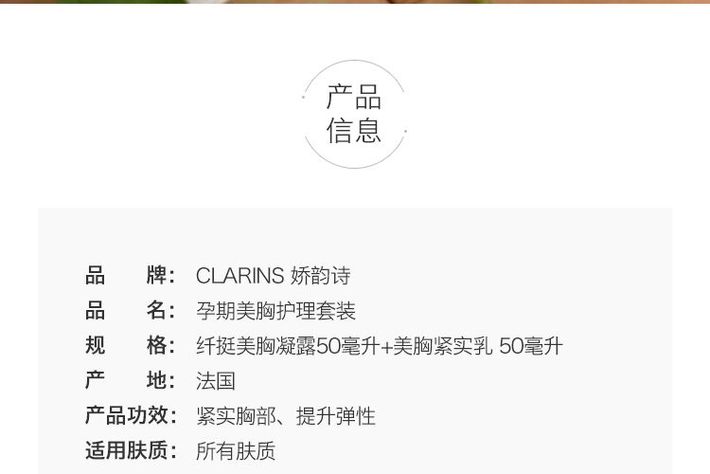 产品
信息
品 牌： CLARINS 娇韵诗
品 名： 孕期美胸护理套装
规 格： 纤挺美胸凝露50毫升+美胸紧实乳 50毫升
产 地： 法国
产品功效： 紧实胸部、提升弹性
适用肤质： 所有肤质